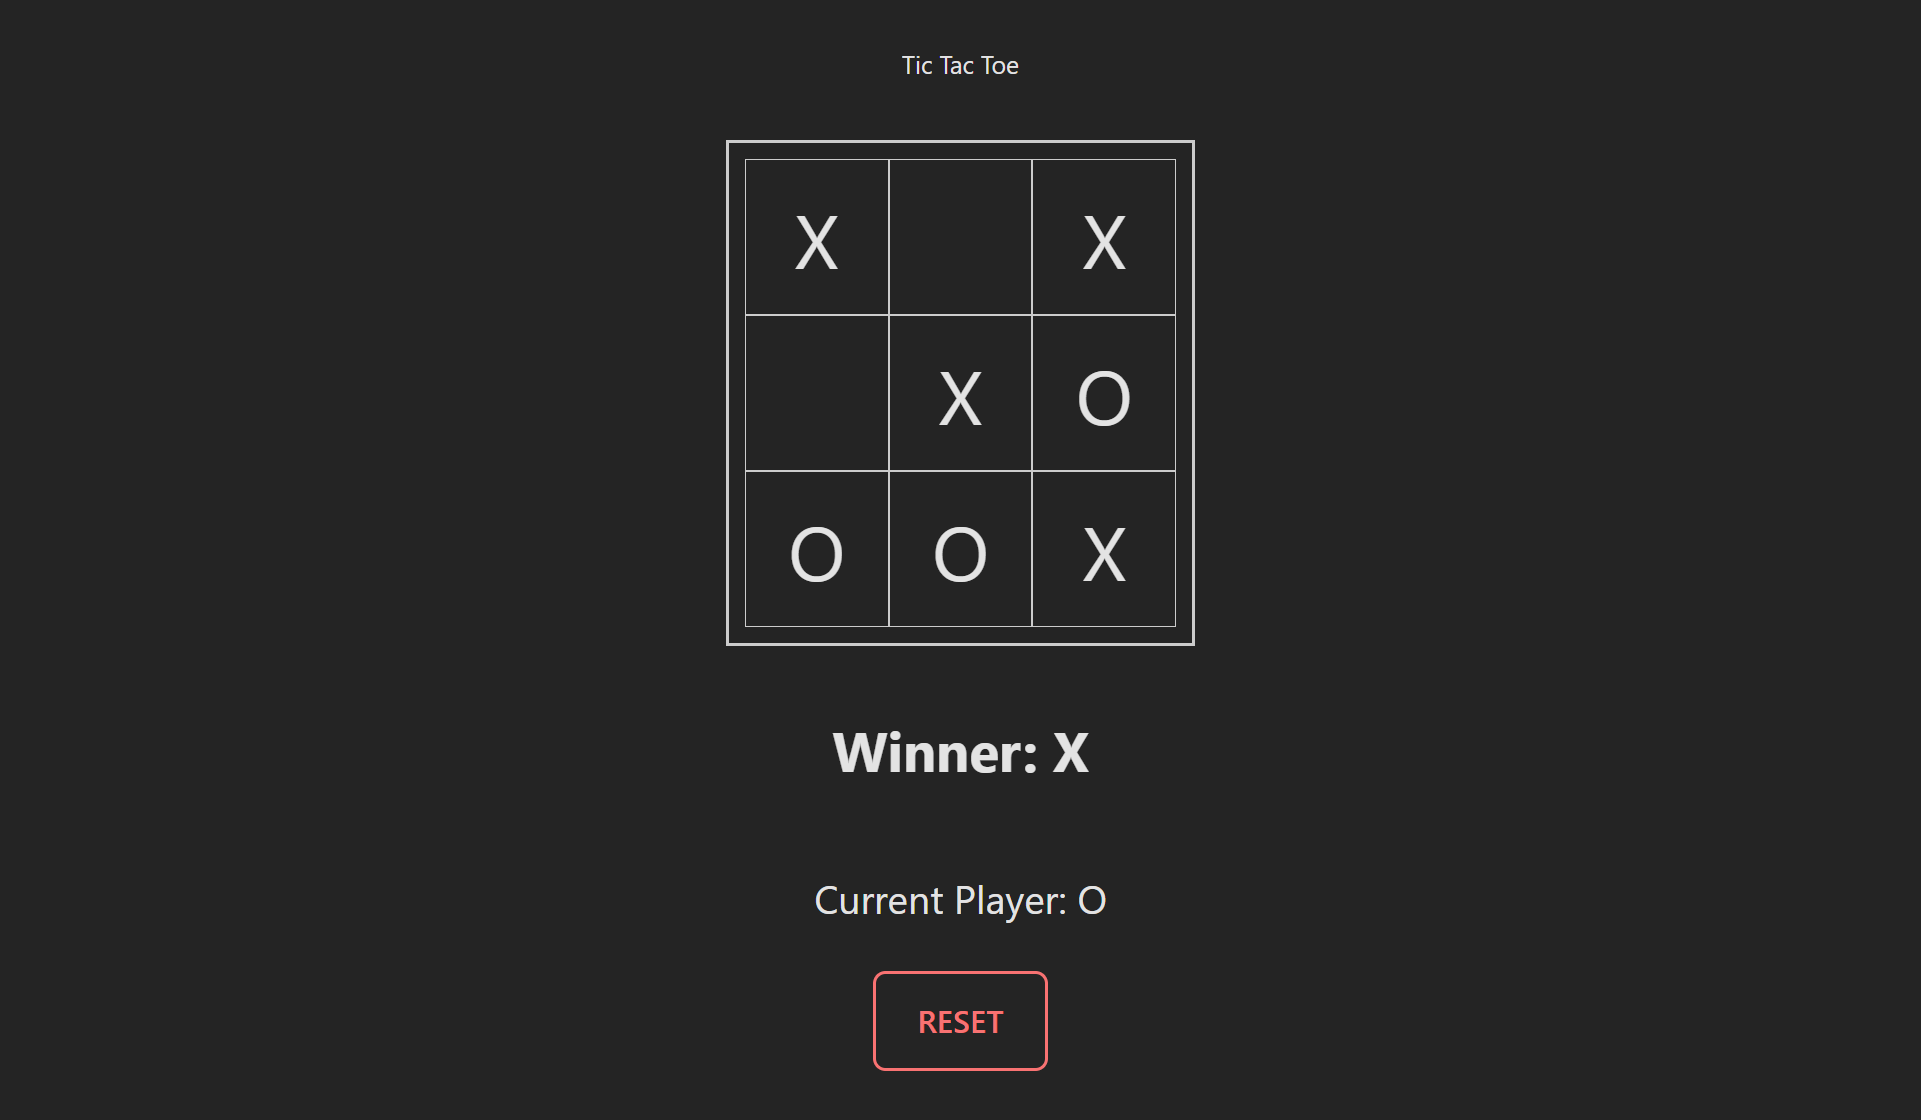 Tic Tac Toe
X X
X O
O O X
Winner: X
Current Player: O
RESET